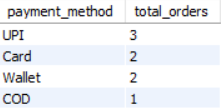 payment_method total_orders
UPI 3
Card 2
Wallet 2
COD 1